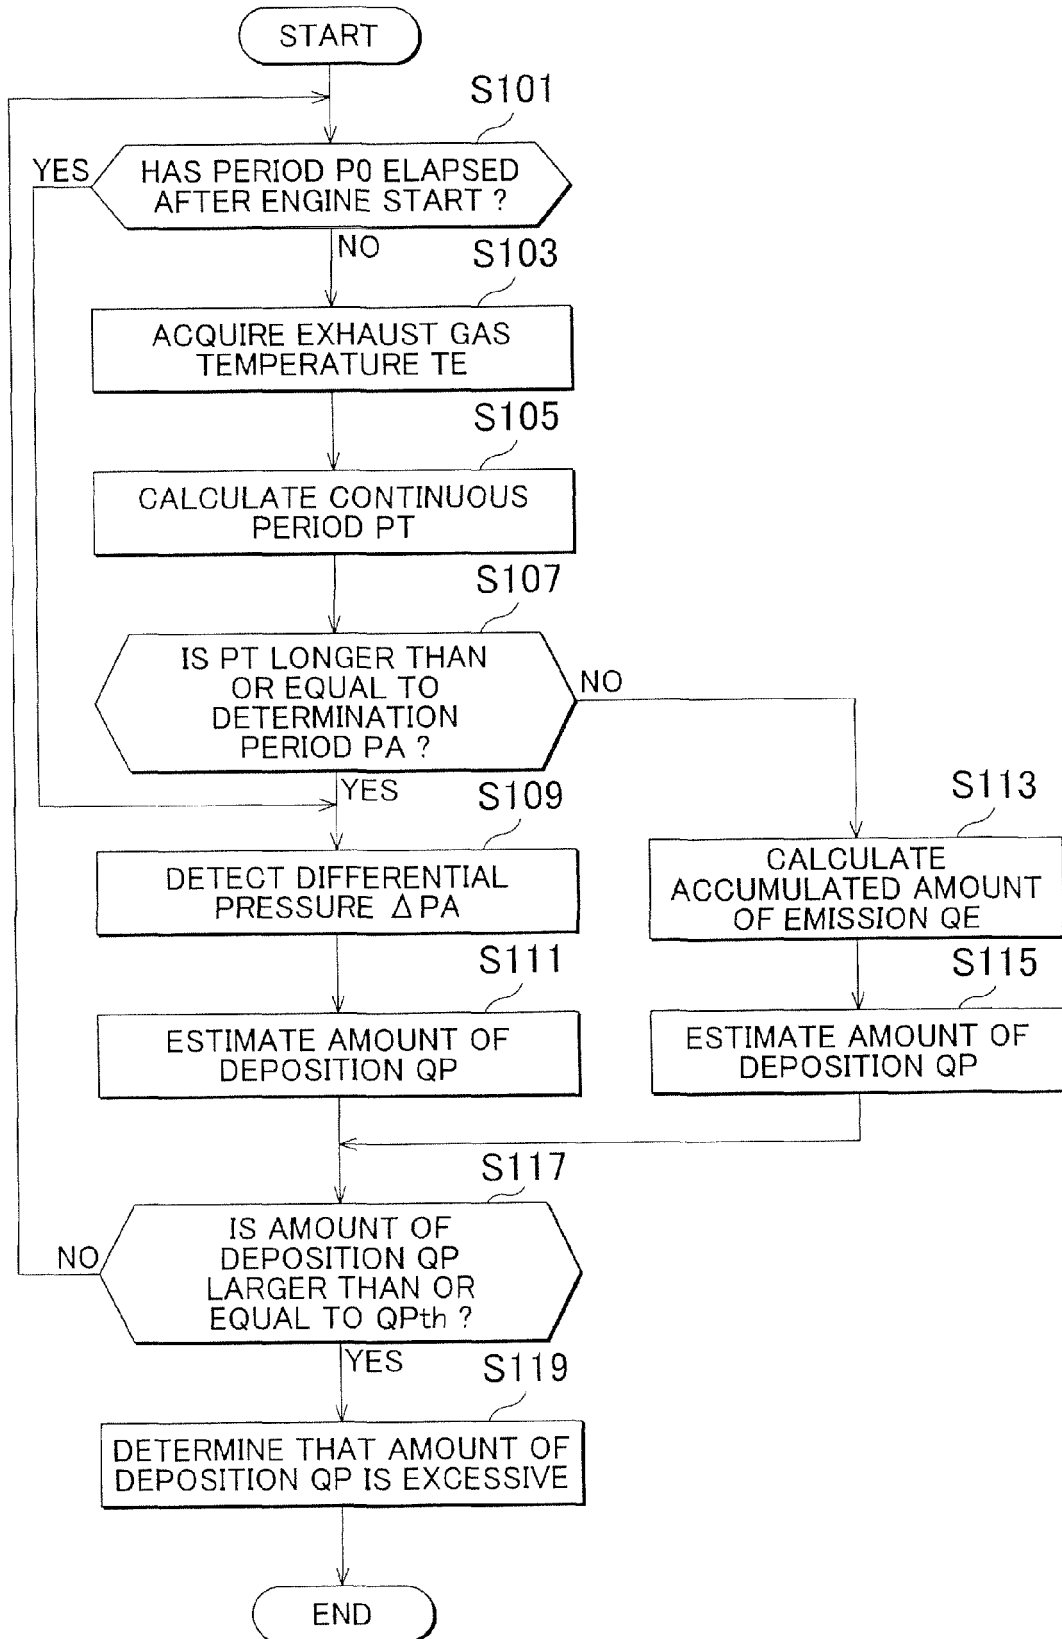 START
S101
YES
HAS PERIOD P0 ELAPSED
AFTER ENGINE START ?
NO
S103
ACQUIRE EXHAUST GAS
TEMPERATURE TE
S105
CALCULATE CONTINUOUS
PERIOD PT
S107
IS PT LONGER THAN
OR EQUAL TO
DETERMINATION
PERIOD PA ?
NO
YES
S109
DETECT DIFFERENTIAL
PRESSURE Δ PA
S111
ESTIMATE AMOUNT OF
DEPOSITION QP
S113
CALCULATE
ACCUMULATED AMOUNT
OF EMISSION QE
S115
ESTIMATE AMOUNT OF
DEPOSITION QP
S117
NO
IS AMOUNT OF
DEPOSITION QP
LARGER THAN OR
EQUAL TO QPth ?
YES
S119
DETERMINE THAT AMOUNT OF
DEPOSITION QP IS EXCESSIVE
END